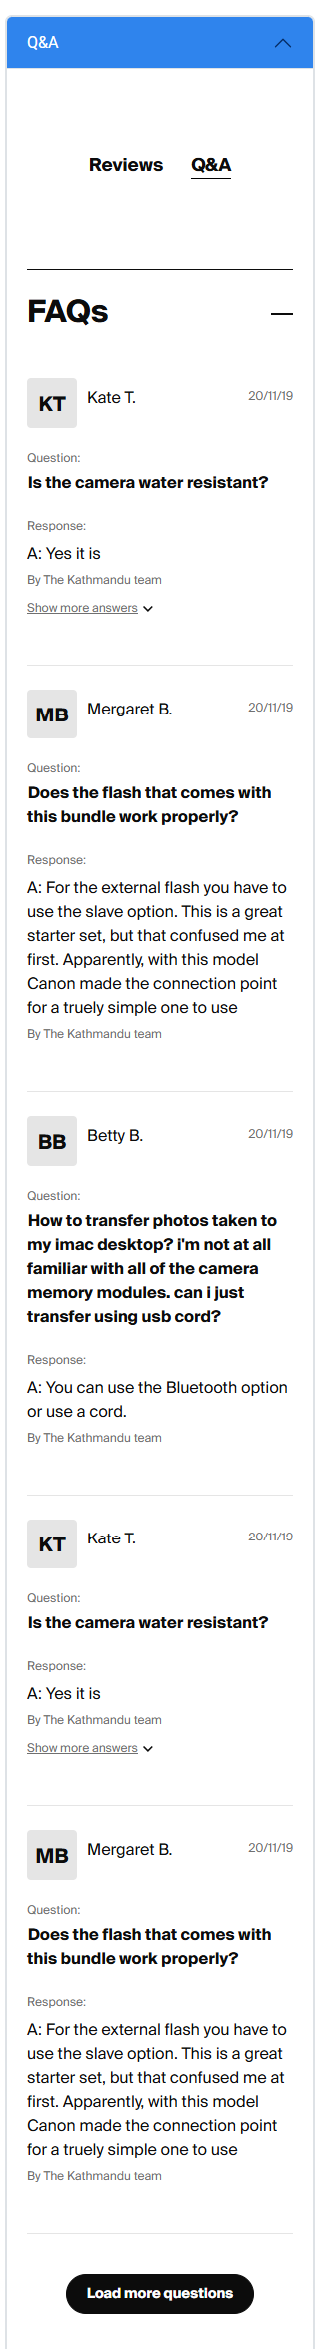 Q&A
Reviews Q&A
FAQs
KT Kate T. 20/11/19
Question:
Is the camera water resistant?
Response:
A: Yes it is
By The Kathmandu team
Show more answers
MB Mergaret B. 20/11/19
Question:
Does the flash that comes with
this bundle work properly?
Response:
A: For the external flash you have to
use the slave option. This is a great
starter set, but that confused me at
first. Apparently, with this model
Canon made the connection point
for a truely simple one to use
By The Kathmandu team
BB Betty B. 20/11/19
Question:
How to transfer photos taken to
my imac desktop? i'm not at all
familiar with all of the camera
memory modules. can i just
transfer using usb cord?
Response:
A: You can use the Bluetooth option
or use a cord.
By The Kathmandu team
KT Kate T. 20/11/19
Question:
Is the camera water resistant?
Response:
A: Yes it is
By The Kathmandu team
Show more answers
MB Mergaret B. 20/11/19
Question:
Does the flash that comes with
this bundle work properly?
Response:
A: For the external flash you have to
use the slave option. This is a great
starter set, but that confused me at
first. Apparently, with this model
Canon made the connection point
for a truely simple one to use
By The Kathmandu team
Load more questions